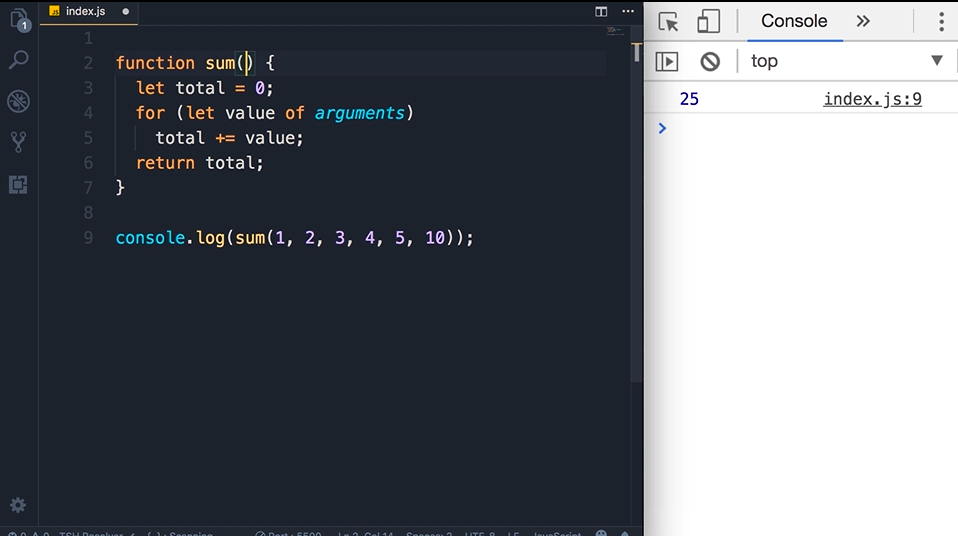 index.js
1
1
2 function sum() {
3 let total = 0;
4 for (let value of arguments)
5 total += value;
6 return total;
7 }
8
9 console.log(sum(1, 2, 3, 4, 5, 10));
Console
top
25 index.js:9